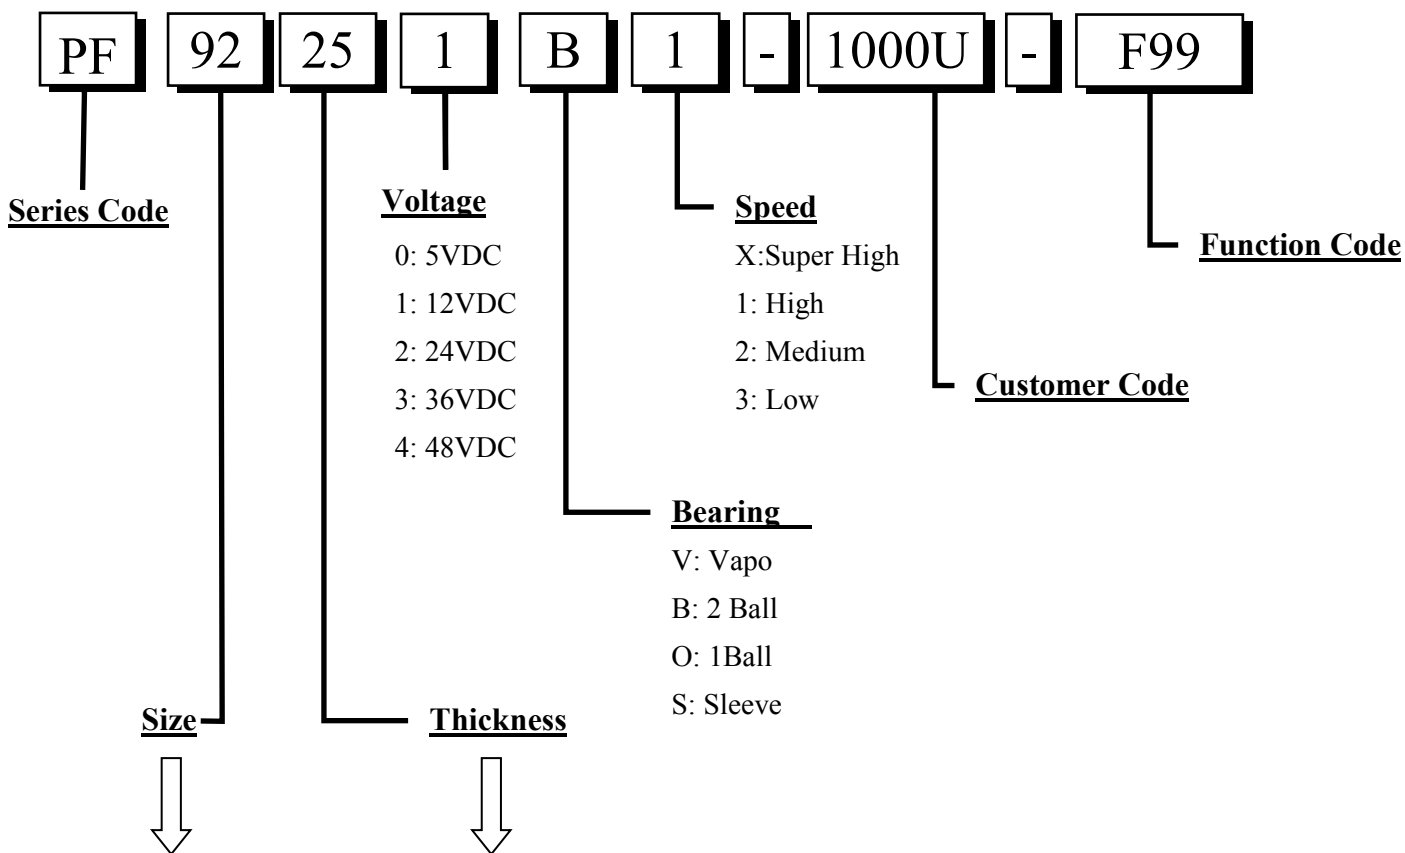 PF 92 25 1 B 1 - 1000U - F99
Series Code
Voltage
0: 5VDC
1: 12VDC
2: 24VDC
3: 36VDC
4: 48VDC
Speed
X:Super High
1: High
2: Medium
3: Low
Function Code
Customer Code
Bearing
V: Vapo
B: 2 Ball
O: 1Ball
S: Sleeve
Size
Thickness